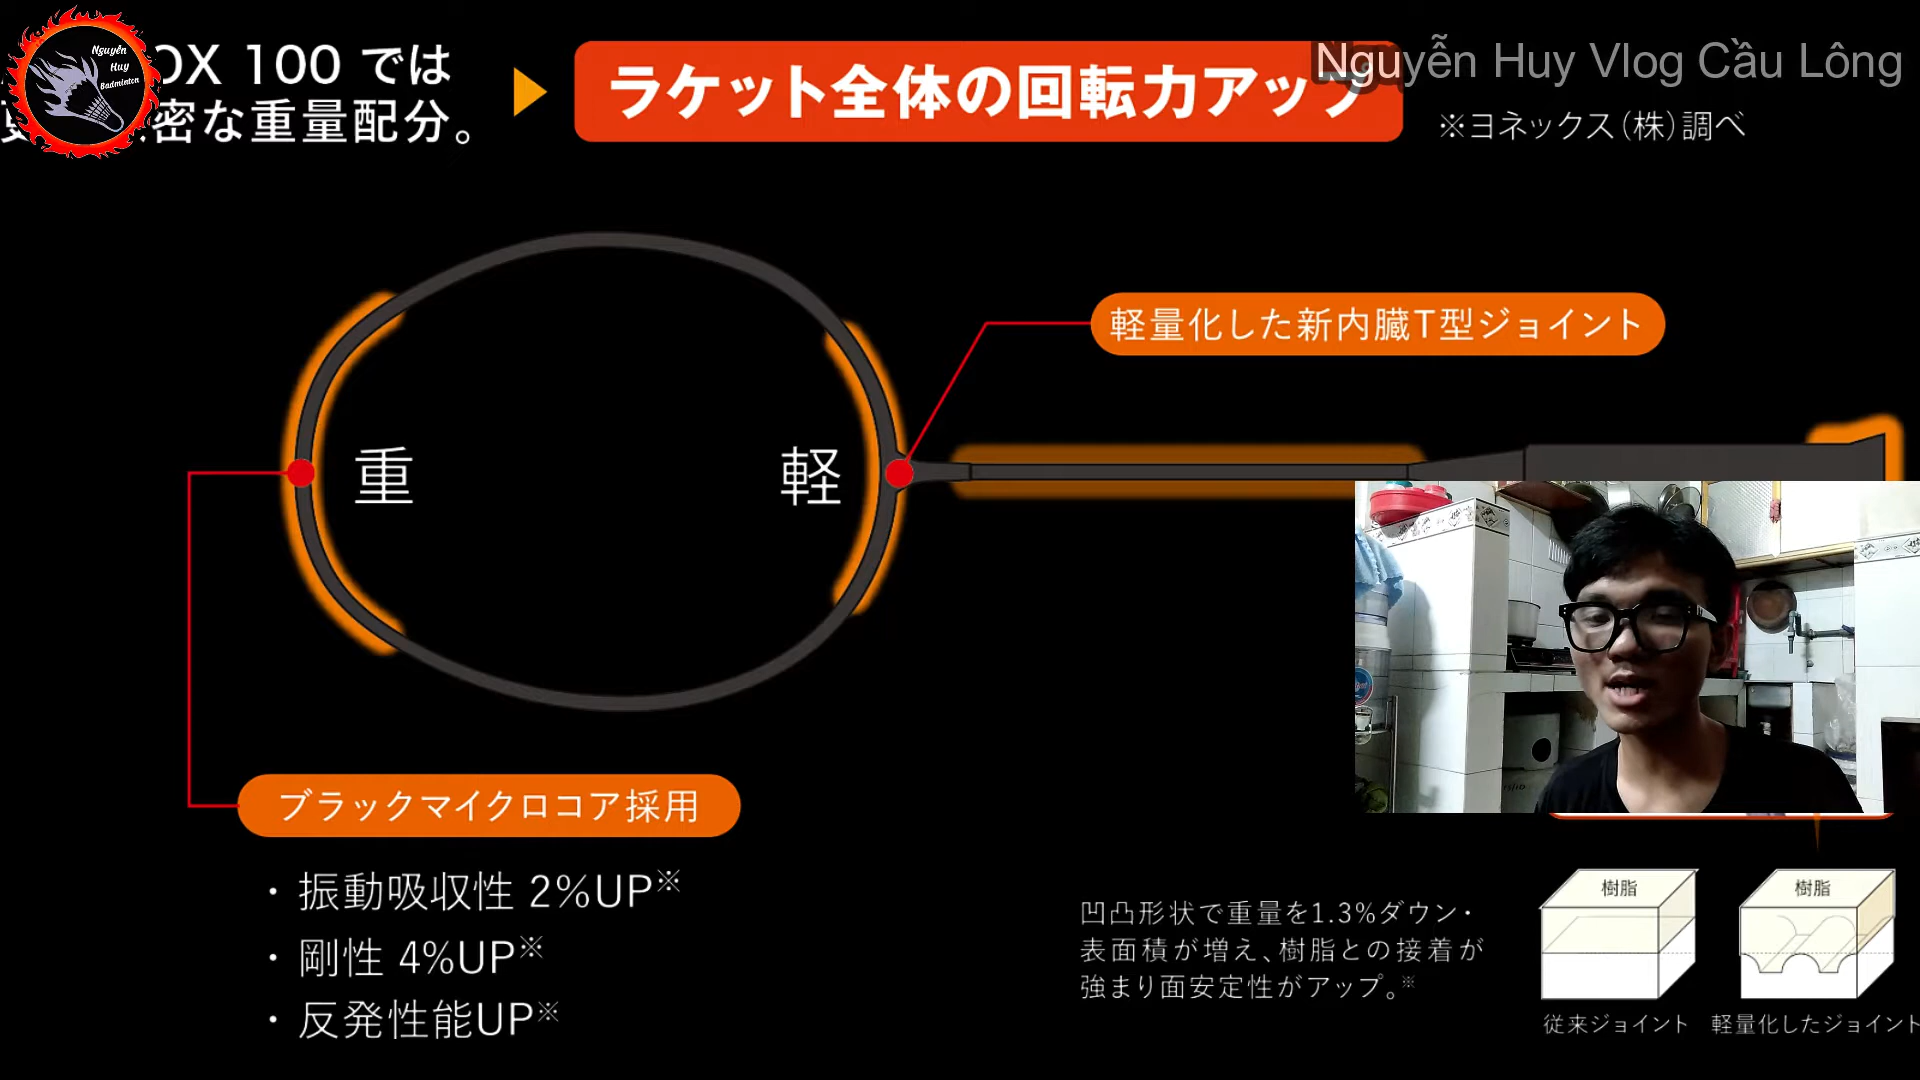 Nguyễn
Huy
Badminton
OX 100 では
密な重量配分。
ラケット全体の回転力アップ
Nguyễn Huy Vlog Cầu Lông
※ヨネックス(株)調べ
軽量化した新内臓T型ジョイント
重
軽
ブラックマイクロコア採用
・振動吸収性 2%UP※
・剛性 4%UP※
・反発性能UP※
凹凸形状で重量を1.3%ダウン・
表面積が増え、樹脂との接着が
強まり面安定性がアップ。※
樹脂
樹脂
従来ジョイント
軽量化したジョイント